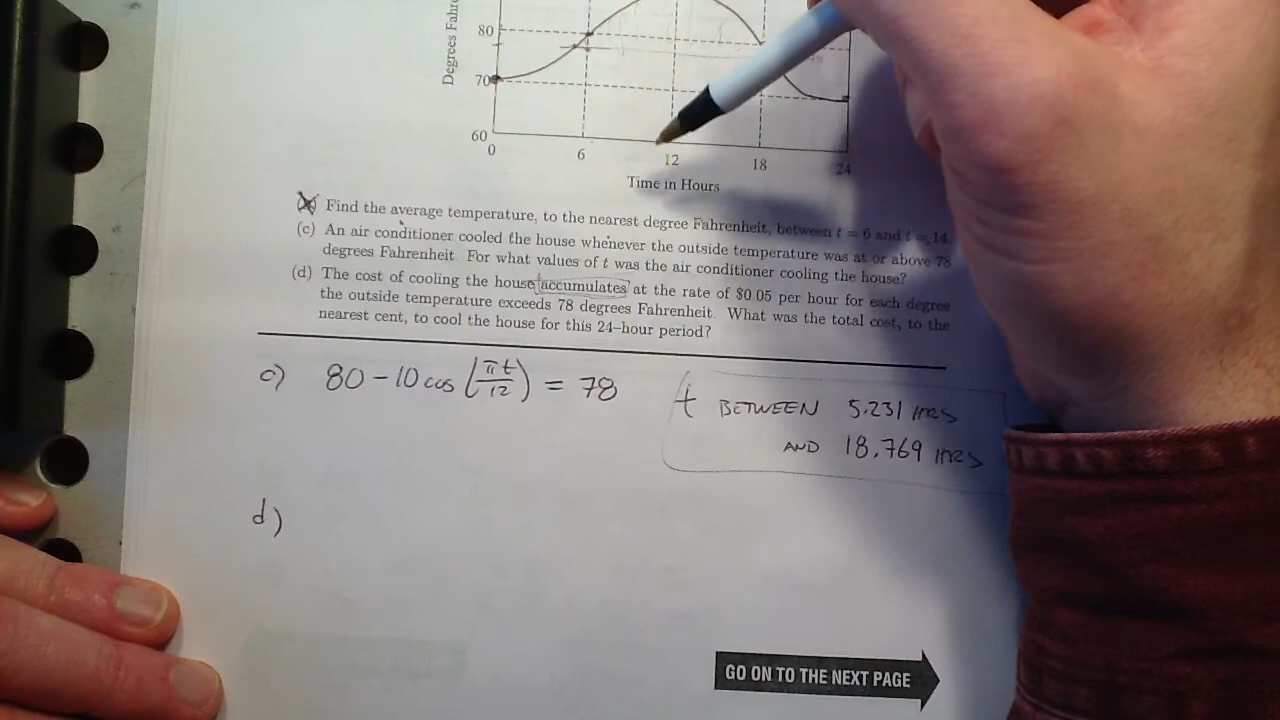 Degrees Fahre
80
70
60
0 6 12 18 24
Time in Hours
Find the average temperature, to the nearest degree Fahrenheit, between t = 6 and t = 14.
(c) An air conditioner cooled the house whenever the outside temperature was at or above 78
degrees Fahrenheit. For what values of t was the air conditioner cooling the house?
(d) The cost of cooling the house accumulates at the rate of $0.05 per hour for each degree
the outside temperature exceeds 78 degrees Fahrenheit. What was the total cost, to the
nearest cent, to cool the house for this 24–hour period?
c) 80 - 10 cos (πt/12) = 78
t BETWEEN 5.231 HRS
AND 18.769 HRS
d)
GO ON TO THE NEXT PAGE